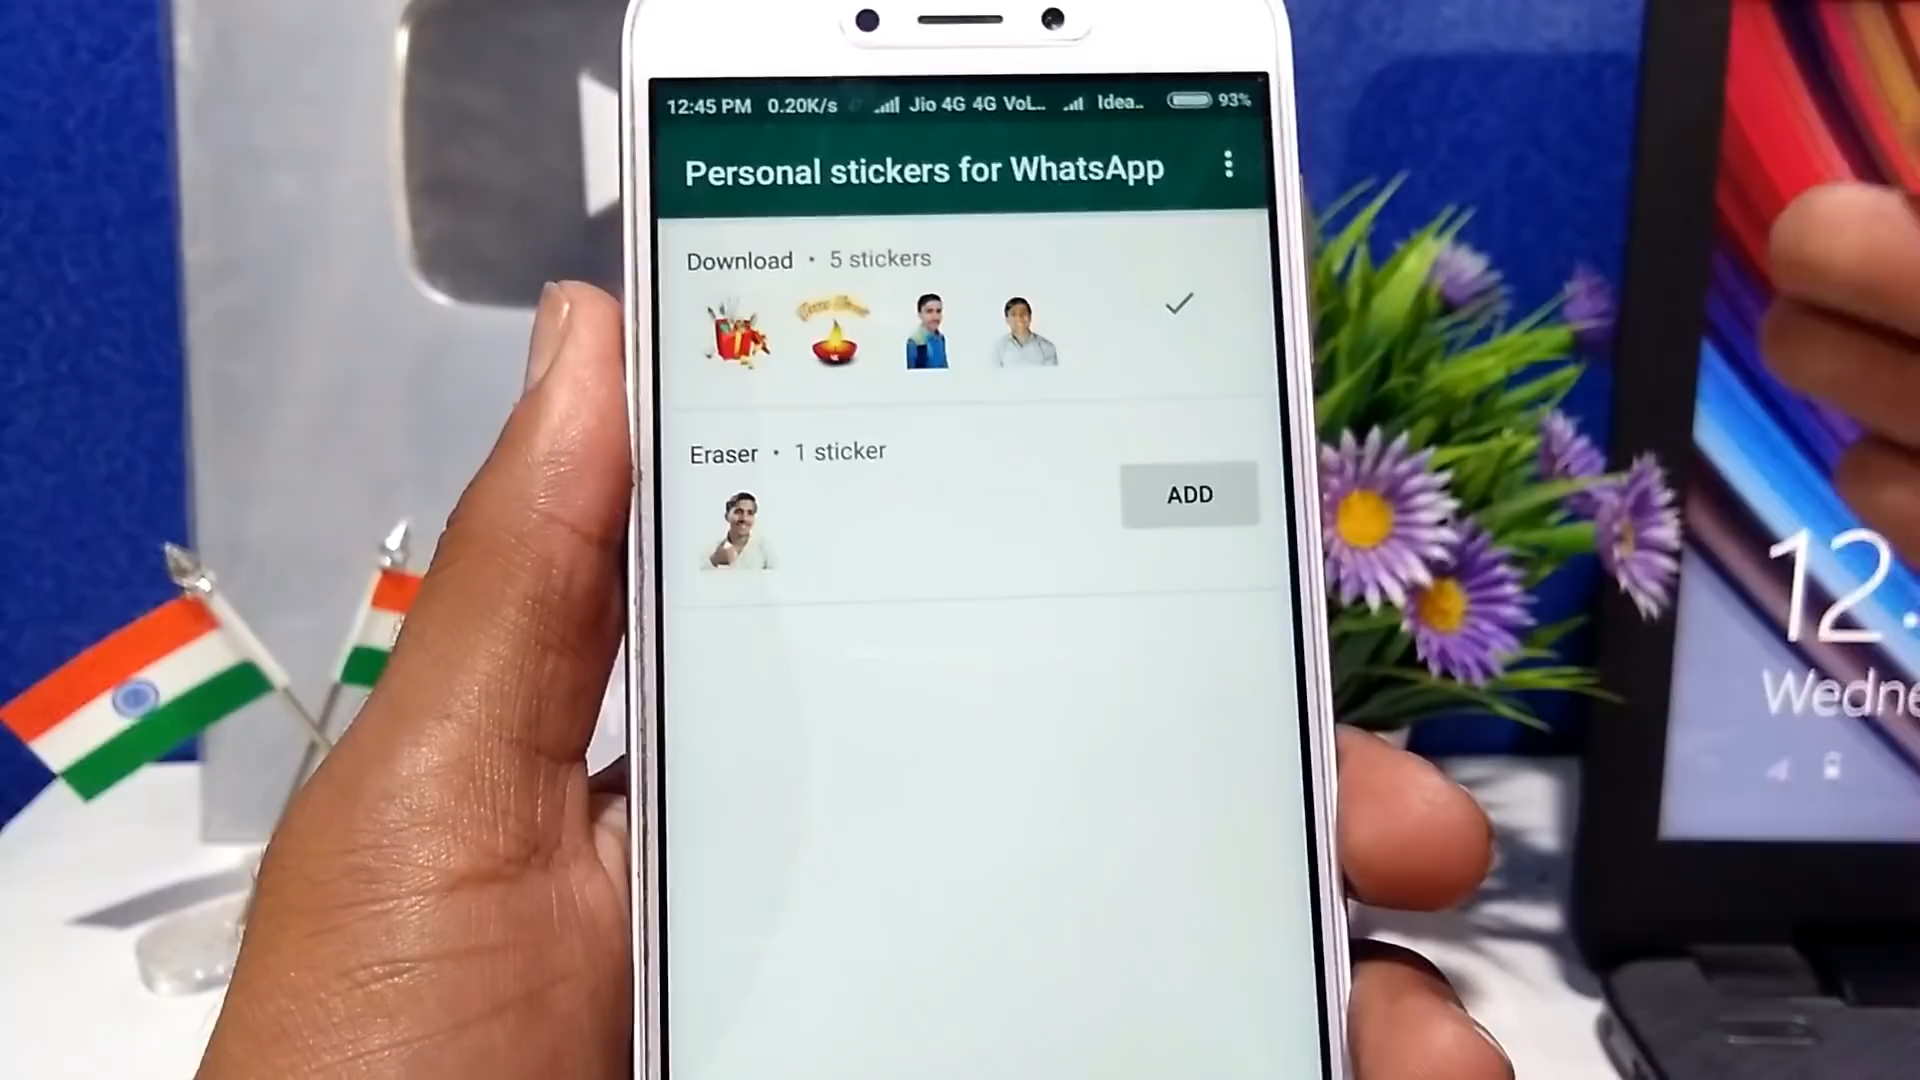 12:45 PM 0.20K/s Jio 4G 4G VoL... Idea.. 93%
Personal stickers for WhatsApp
Download • 5 stickers
Eraser • 1 sticker
ADD
12
Wedne